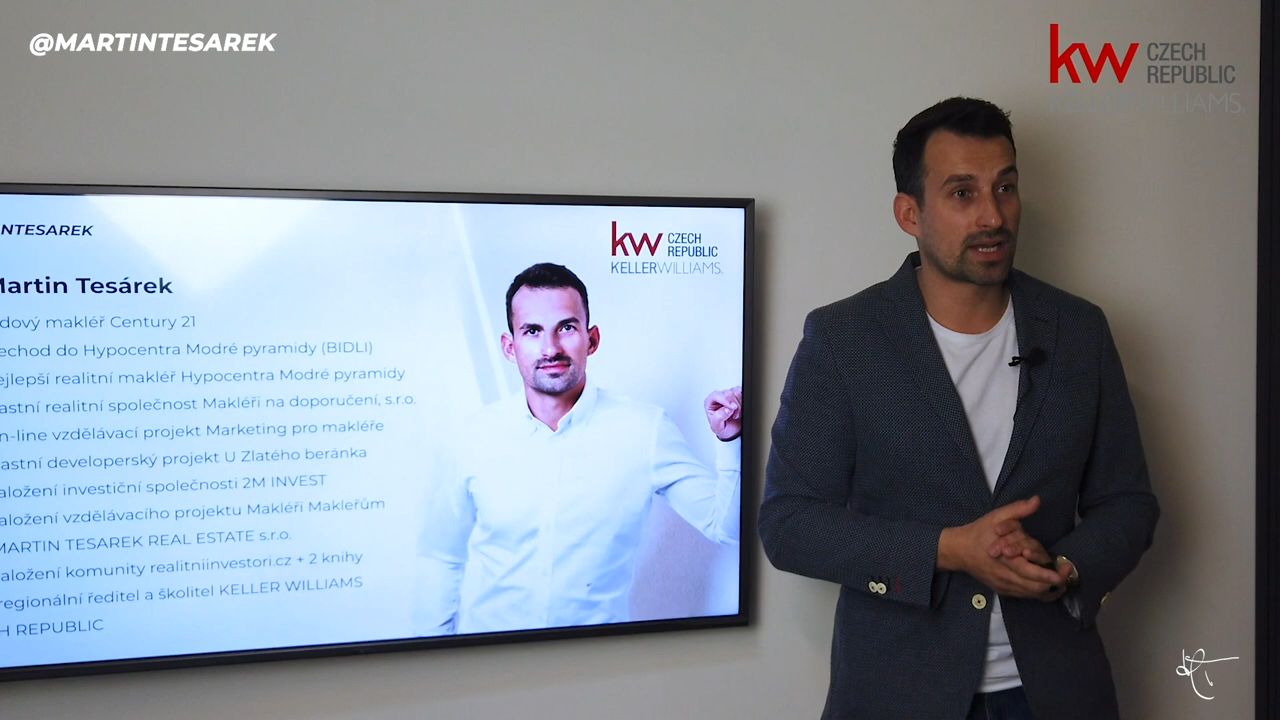 @MARTINTESAREK
kw CZECH
REPUBLIC
KELLERWILLIAMS.
NTESAREK
Martin Tesárek
dový makléř Century 21
echod do Hypocentra Modré pyramidy (BIDLI)
ejlepší realitní makléř Hypocentra Modré pyramidy
astní realitní společnost Makléři na doporučení, s.r.o.
n-line vzdělávací projekt Marketing pro makléře
astní developerský projekt U Zlatého beránka
aložení investiční společnosti 2M INVEST
aložení vzdělávacího projektu Makléři Makleřům
MARTIN TESAREK REAL ESTATE s.r.o.
aložení komunity realitniinvestori.cz + 2 knihy
regionální ředitel a školitel KELLER WILLIAMS
H REPUBLIC
kw CZECH
REPUBLIC
KELLERWILLIAMS.